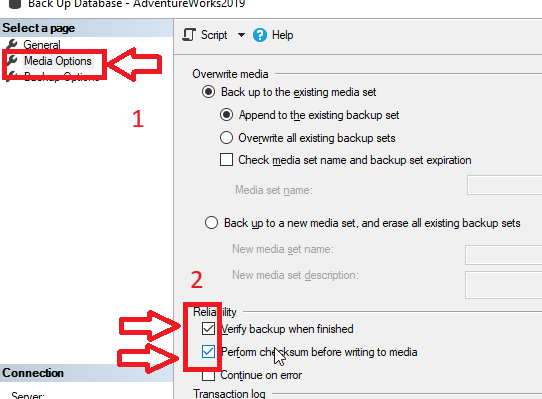 Back Up Database - AdventureWorks2019
Select a page
General
Media Options
Backup Options
1
Script
Help
Overwrite media
Back up to the existing media set
Append to the existing backup set
Overwrite all existing backup sets
Check media set name and backup set expiration
Media set name:
Back up to a new media set, and erase all existing backup sets
New media set name:
New media set description:
2
Reliability
Verify backup when finished
Perform checksum before writing to media
Continue on error
Transaction log
Connection
Server: